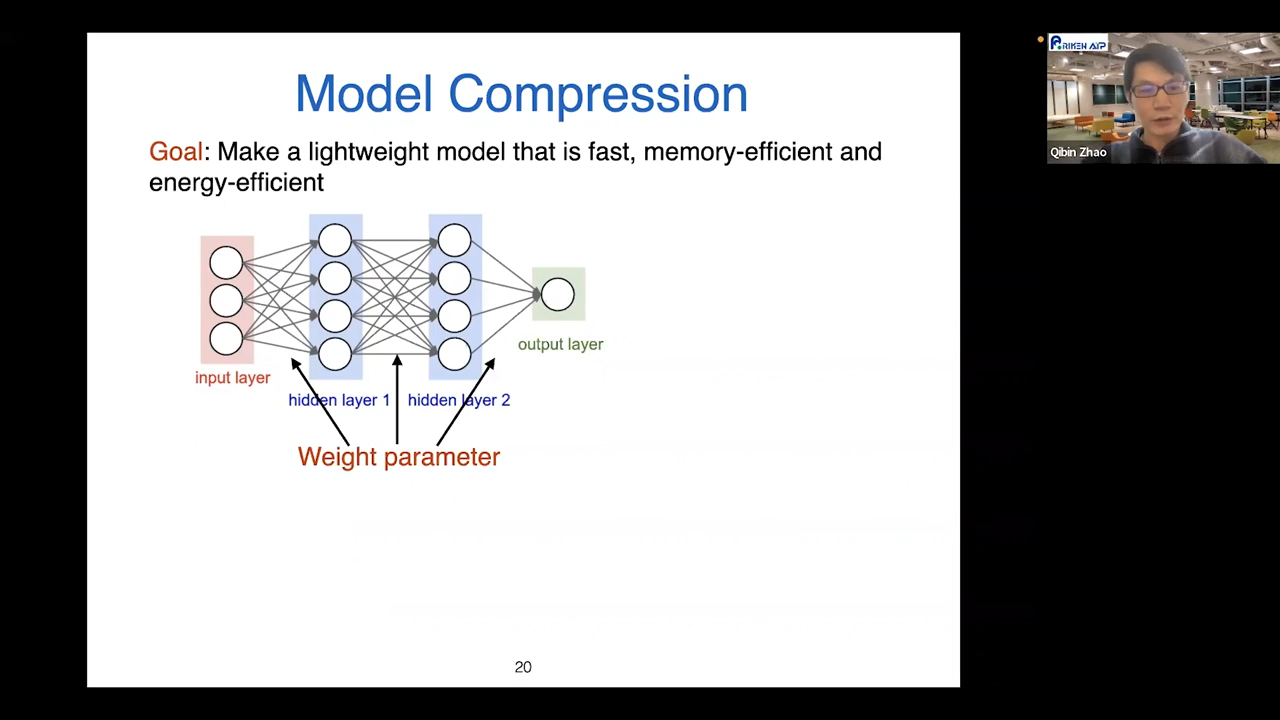 Model Compression
Goal: Make a lightweight model that is fast, memory-efficient and
energy-efficient
input layer
hidden layer 1
hidden layer 2
output layer
Weight parameter
20
RIKEN AIP
Qibin Zhao